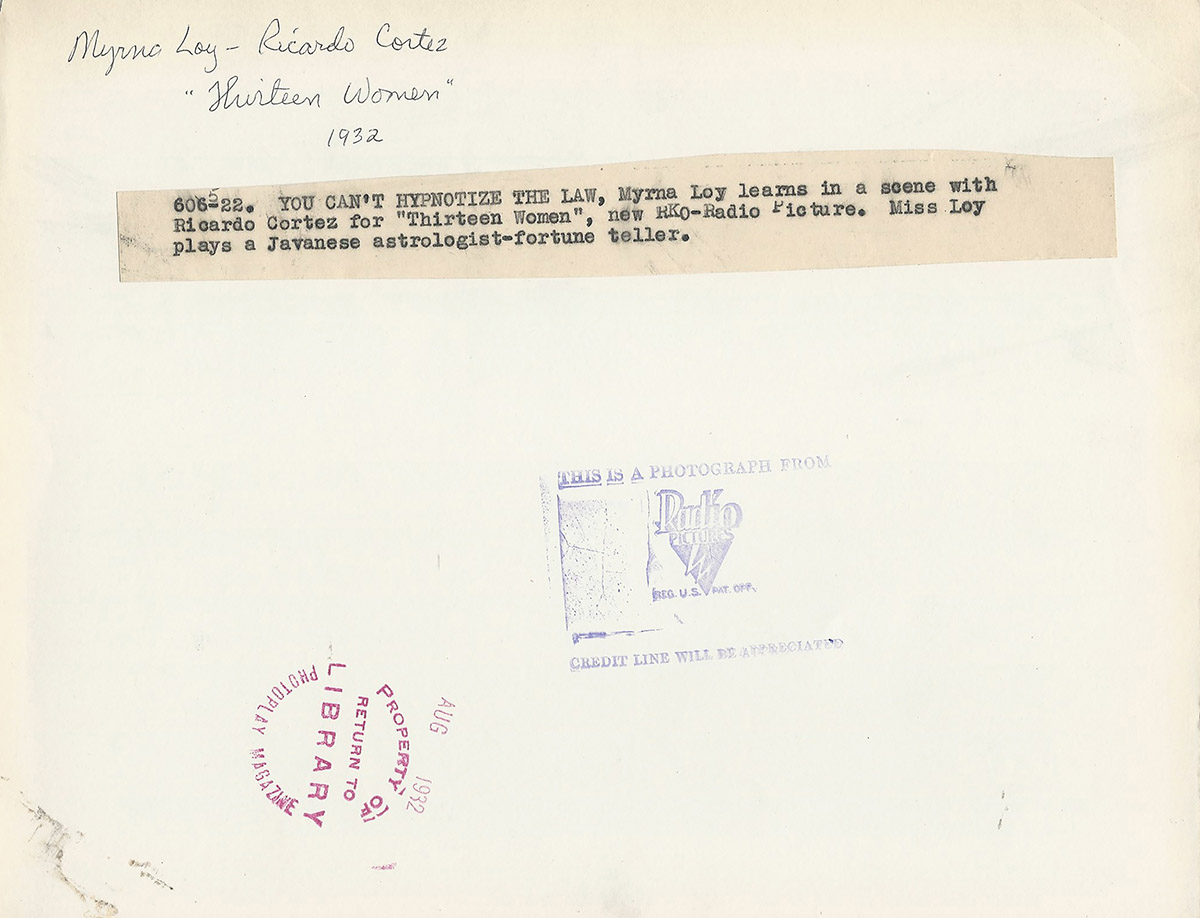 Myrna Loy - Ricardo Cortez
"Thirteen Women"
1932
606-522. YOU CAN'T HYPNOTIZE THE LAW, Myrna Loy learns in a scene with
Ricardo Cortez for "Thirteen Women", new RKO-Radio Picture. Miss Loy
plays a Javanese astrologist-fortune teller.
THIS IS A PHOTOGRAPH FROM
Radio
PICTURES
REG. U.S. PAT. OFF.
CREDIT LINE WILL BE APPRECIATED
AUG 1932
PROPERTY OF
RETURN TO
LIBRARY
PHOTOPLAY MAGAZINE